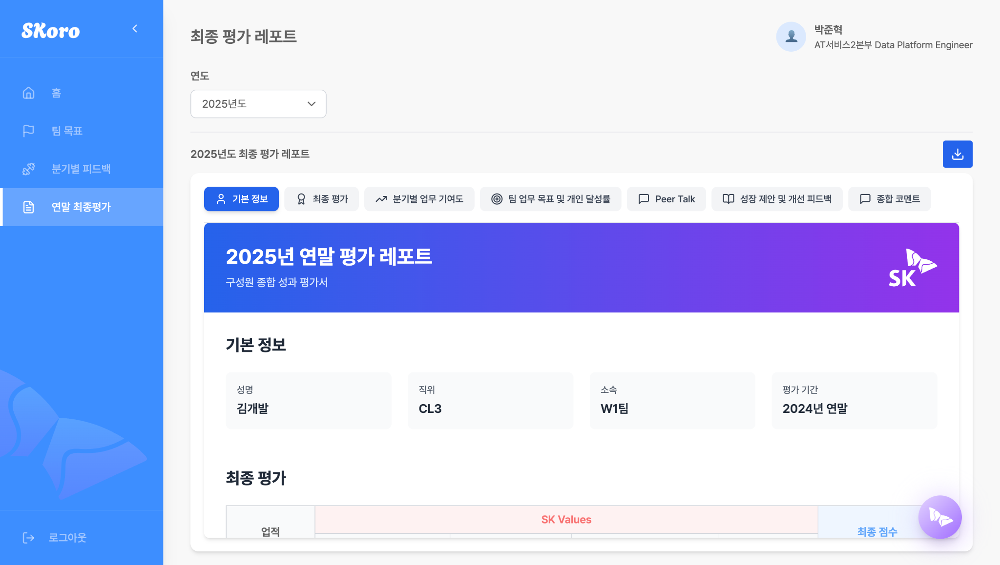 SKoro
홈
팀 목표
분기별 피드백
연말 최종평가
로그아웃
최종 평가 레포트
박준혁
AT서비스2본부 Data Platform Engineer
연도
2025년도
2025년도 최종 평가 레포트
기본 정보
최종 평가
분기별 업무 기여도
팀 업무 목표 및 개인 달성률
Peer Talk
성장 제안 및 개선 피드백
종합 코멘트
2025년 연말 평가 레포트
구성원 종합 성과 평가서
SK
기본 정보
성명
김개발
직위
CL3
소속
W1팀
평가 기간
2024년 연말
최종 평가
업적
SK Values
최종 점수